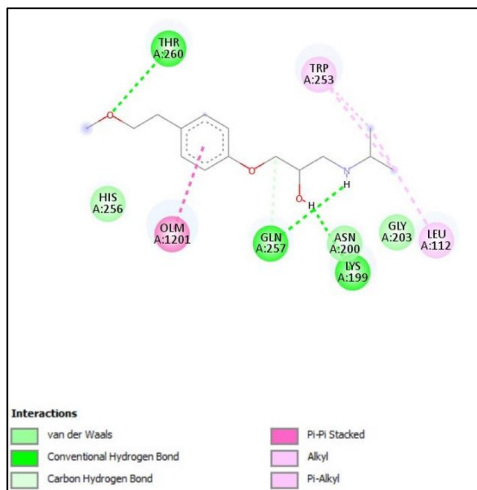 THR
A:260
TRP
A:253
O
N
H
HIS
A:256
O
O
H
OLM
A:1201
GLN
A:257
ASN
A:200
GLY
A:203
LEU
A:112
LYS
A:199
Interactions
van der Waals
Conventional Hydrogen Bond
Carbon Hydrogen Bond
Pi-Pi Stacked
Alkyl
Pi-Alkyl